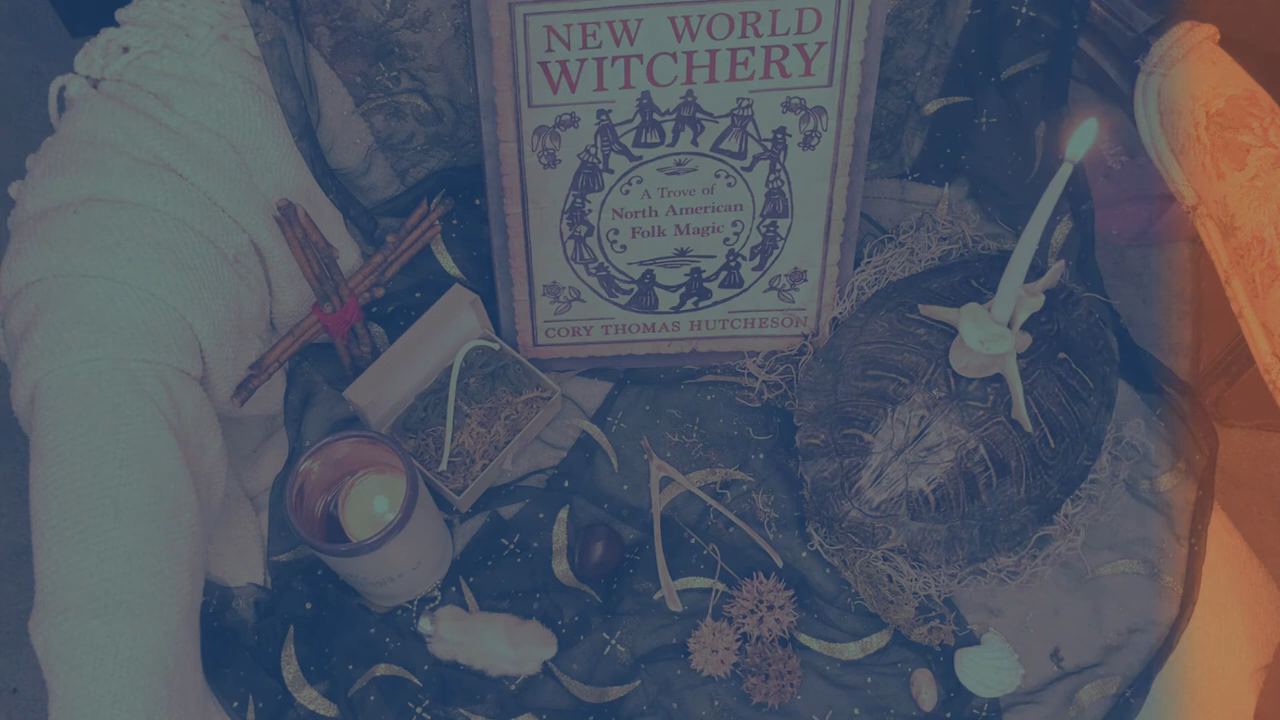 NEW WORLD
WITCHERY
A Trove of
North American
Folk Magic
CORY THOMAS HUTCHESON